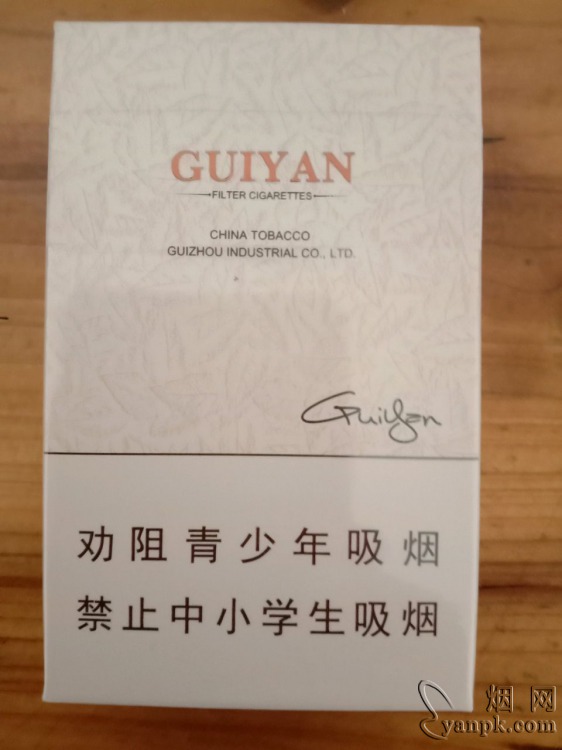 GUIYAN
FILTER CIGARETTES
CHINA TOBACCO
GUIZHOU INDUSTRIAL CO., LTD.
GuiYan
劝阻青少年吸烟
禁止中小学生吸烟
烟网
yanpk.com